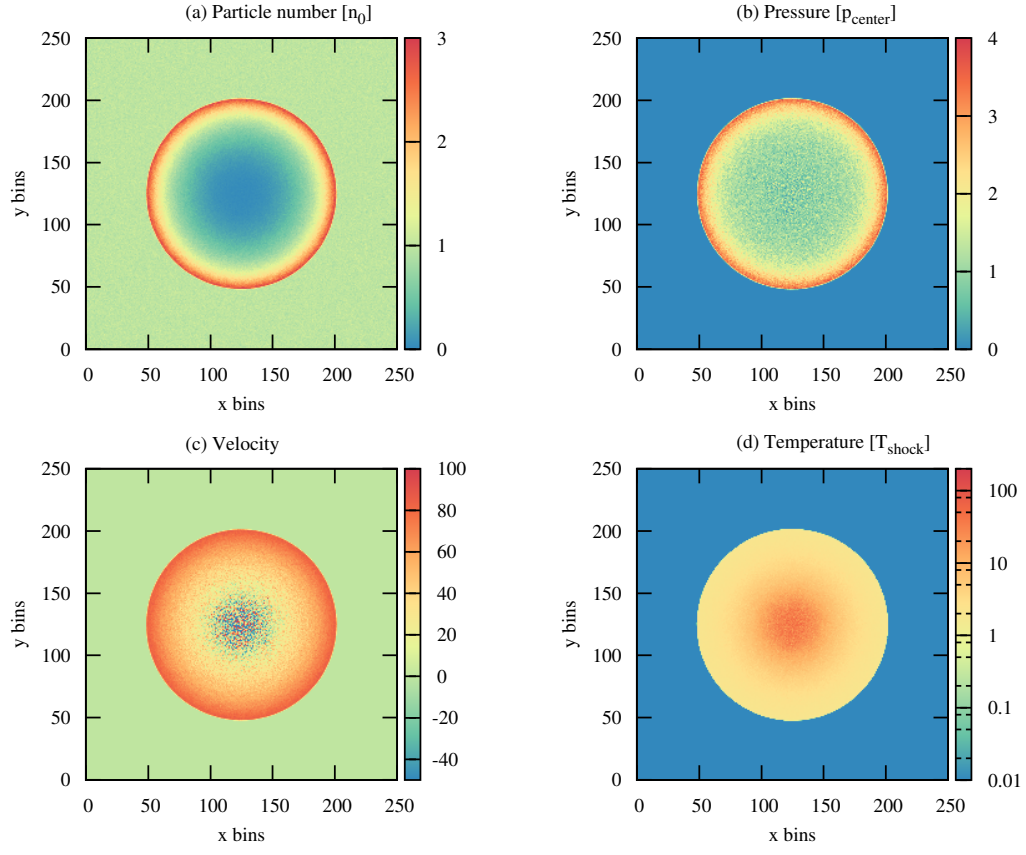 (a) Particle number [n0]
250
200
150
100
50
0
y bins
0 50 100 150 200 250
x bins
3
2
1
0
(b) Pressure [pcenter]
250
200
150
100
50
0
y bins
0 50 100 150 200 250
x bins
4
3
2
1
0
(c) Velocity
250
200
150
100
50
0
y bins
0 50 100 150 200 250
x bins
100
80
60
40
20
0
-20
-40
(d) Temperature [Tshock]
250
200
150
100
50
0
y bins
0 50 100 150 200 250
x bins
100
10
1
0.1
0.01